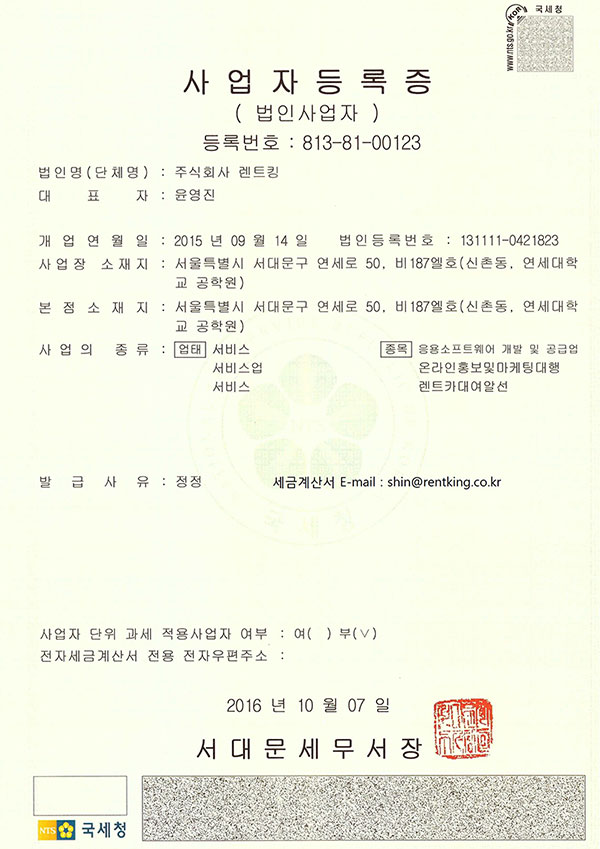 국세청
www.nts.go.kr
KOR
사업자등록증
( 법인사업자 )
등록번호 : 813-81-00123
법인명(단체명) : 주식회사 렌트킹
대 표 자 : 윤영진
개 업 연 월 일 : 2015 년 09 월 14 일 법인등록번호 : 131111-0421823
사업장 소재지 : 서울특별시 서대문구 연세로 50, 비187엘호(신촌동, 연세대학
교 공학원)
본 점 소 재 지 : 서울특별시 서대문구 연세로 50, 비187엘호(신촌동, 연세대학
교 공학원)
사 업 의 종 류 : 업태 서비스 종목 응용소프트웨어 개발 및 공급업
서비스업 온라인홍보및마케팅대행
서비스 렌트카대여알선
NTS
국세청
발 급 사 유 : 정정 세금계산서 E-mail : shin@rentking.co.kr
사업자 단위 과세 적용사업자 여부 : 여( ) 부(∨)
전자세금계산서 전용 전자우편주소 :
2016 년 10 월 07 일
서대문세무서장
NTS 국세청